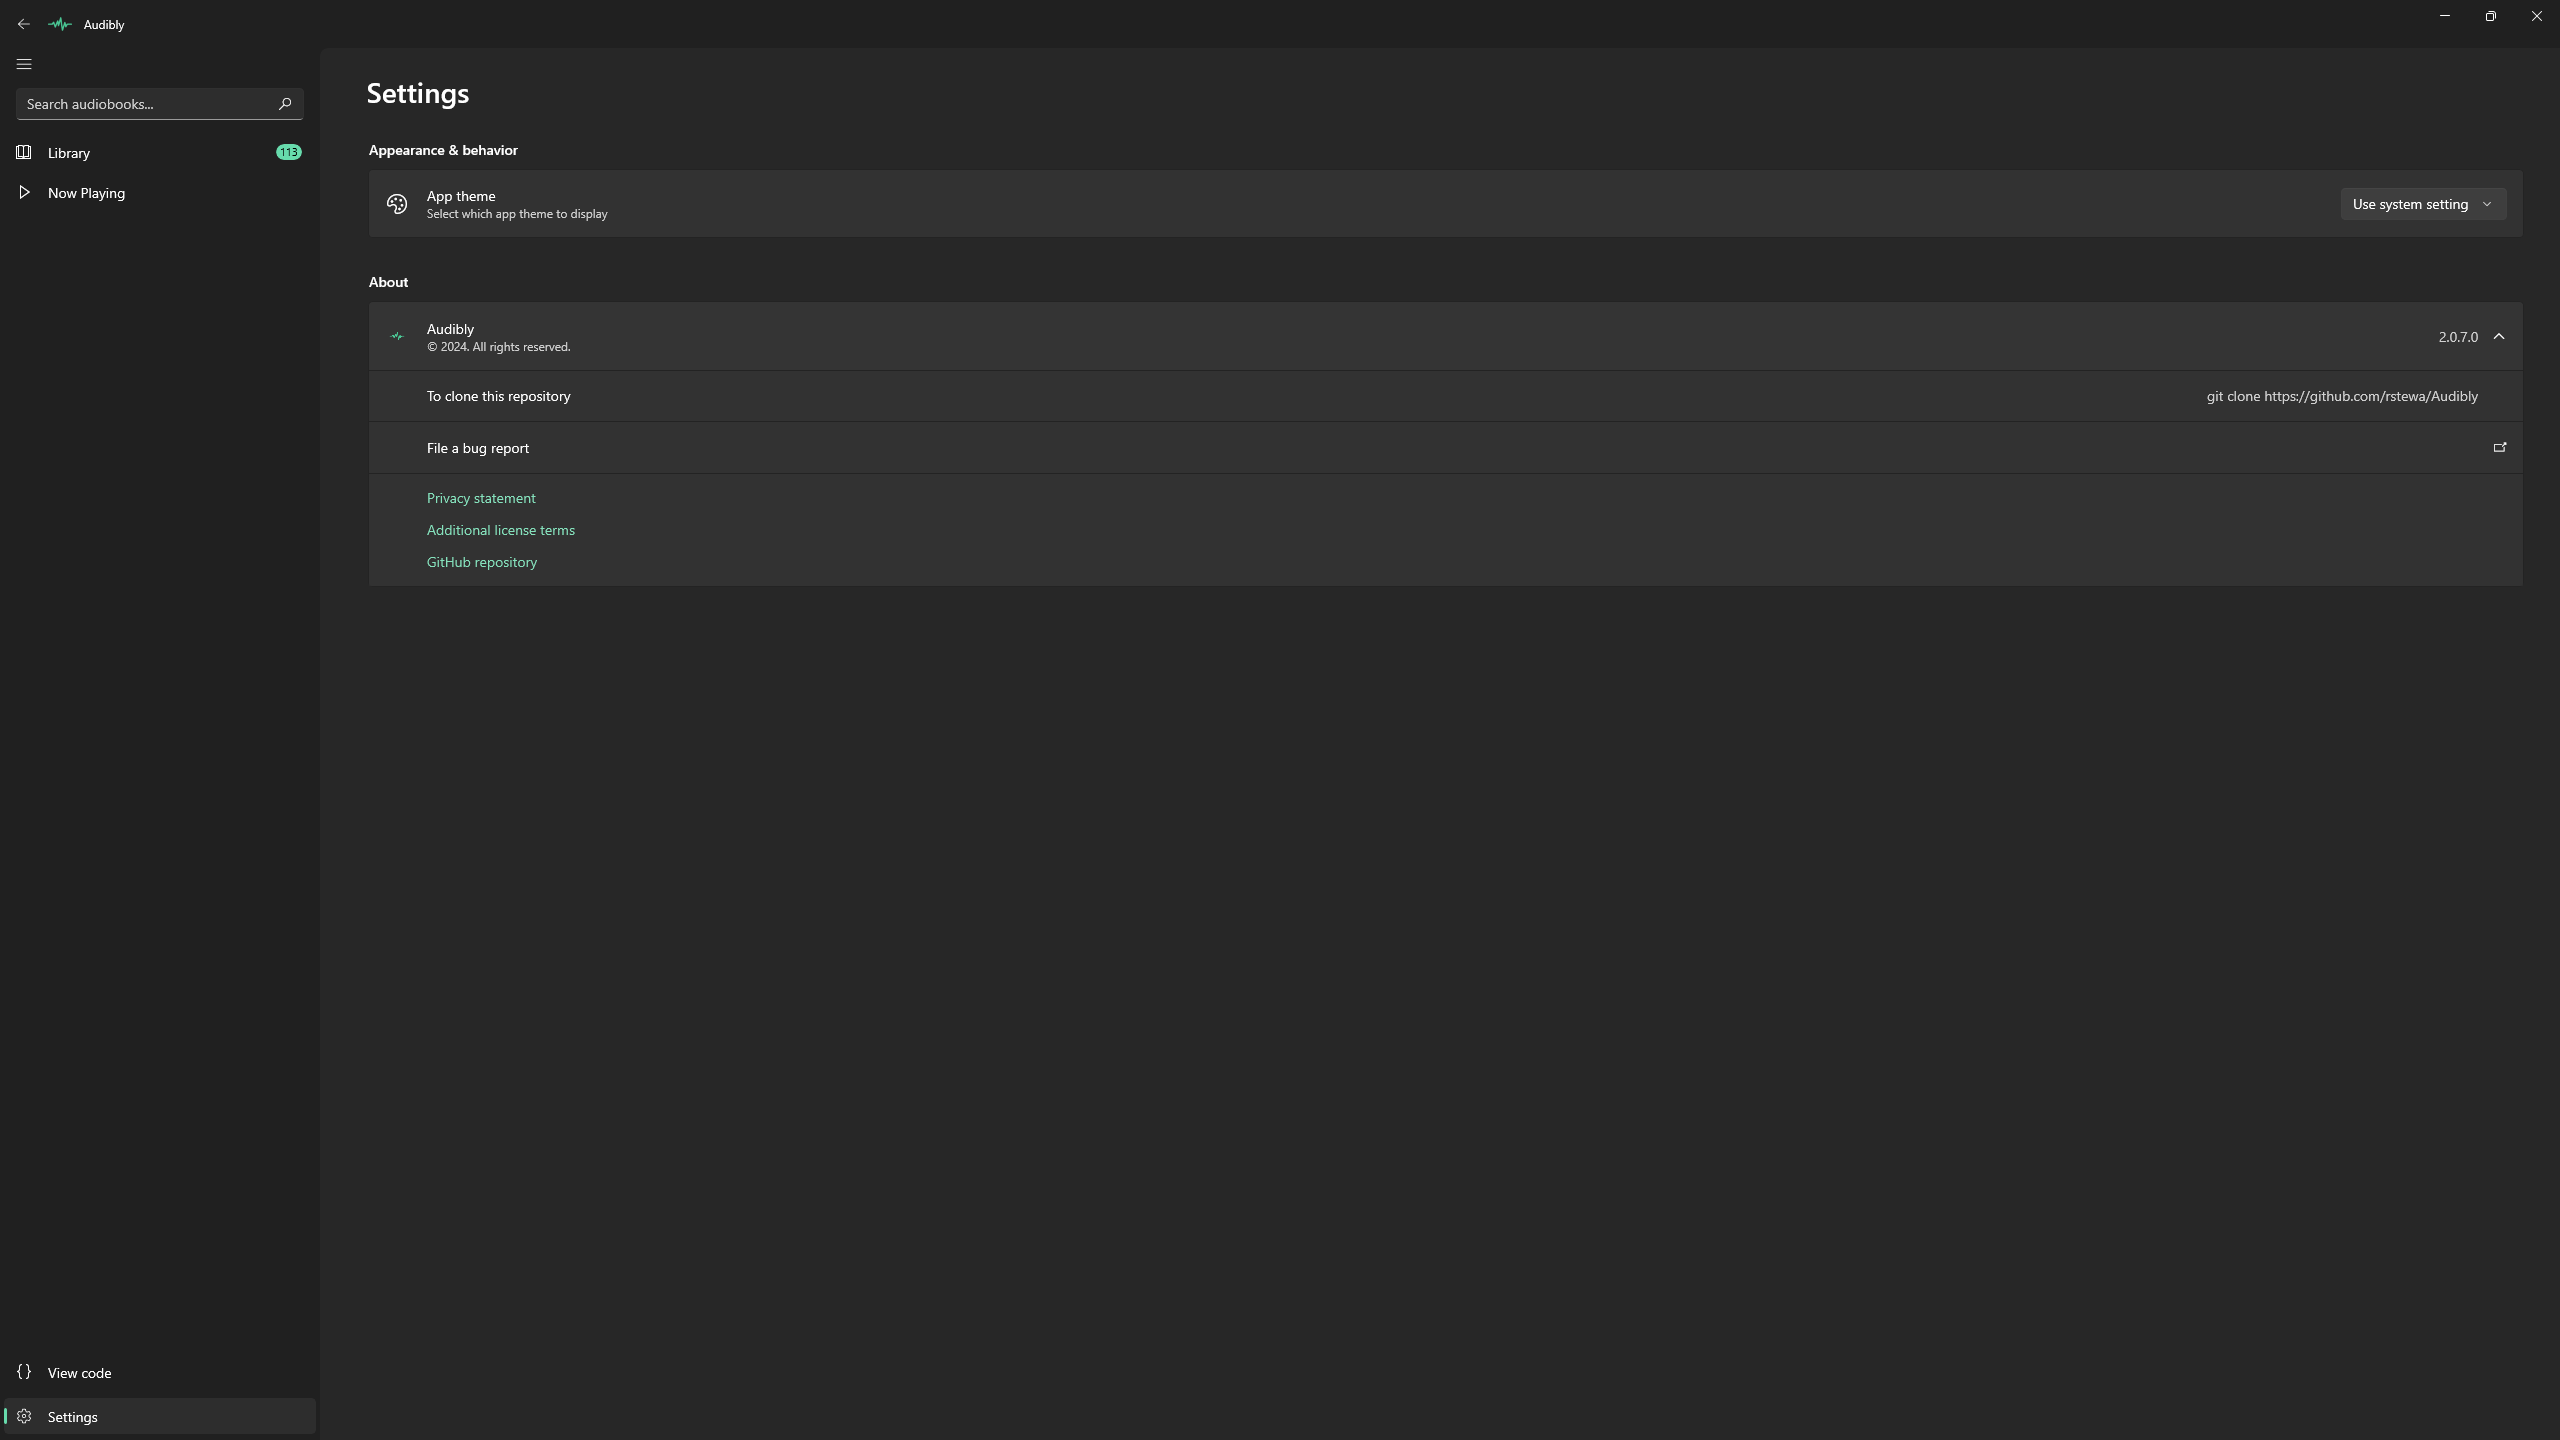 Audibly
Search audiobooks...
Library 113
Now Playing
Settings
Appearance & behavior
App theme
Select which app theme to display
Use system setting
About
Audibly
© 2024. All rights reserved.
2.0.7.0
To clone this repository
git clone https://github.com/rstewa/Audibly
File a bug report
Privacy statement
Additional license terms
GitHub repository
View code
Settings